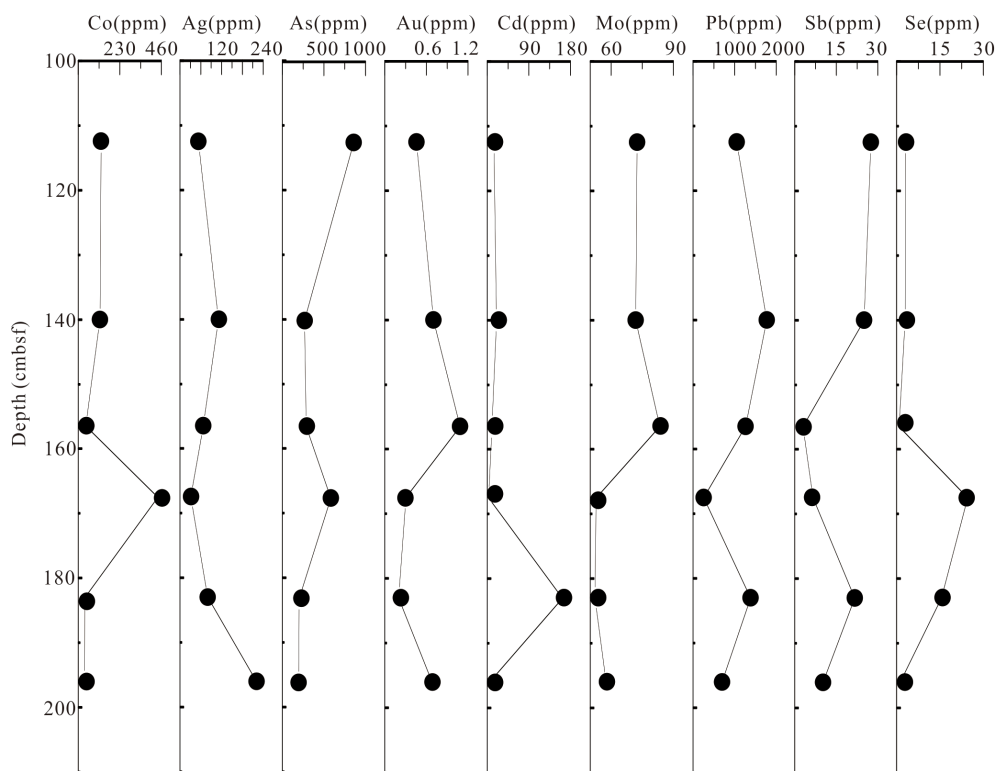 Co(ppm) Ag(ppm) As(ppm) Au(ppm) Cd(ppm) Mo(ppm) Pb(ppm) Sb(ppm) Se(ppm)
230 460 120 240 500 1000 0.6 1.2 90 180 60 90 1000 2000 15 30 15 30
100
120
140
160
180
200
Depth (cmbsf)